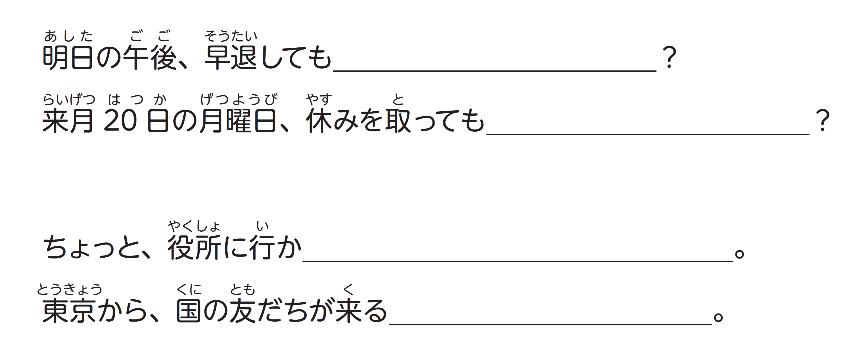 明日の午後、早退しても＿＿＿＿＿＿＿＿＿＿＿＿？
来月 20 日の月曜日、休みを取っても＿＿＿＿＿＿＿＿＿＿＿＿？
ちょっと、役所に行か＿＿＿＿＿＿＿＿＿＿＿＿＿＿＿＿。
東京から、国の友だちが来る＿＿＿＿＿＿＿＿＿＿＿＿。